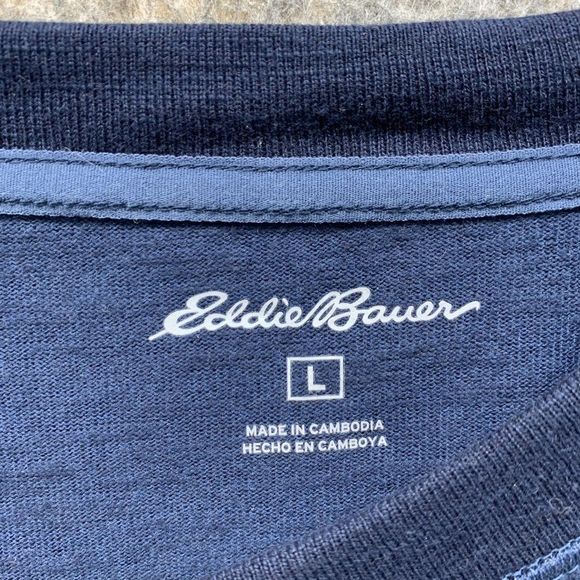 Eddie Bauer
L
MADE IN CAMBODIA
HECHO EN CAMBOYA